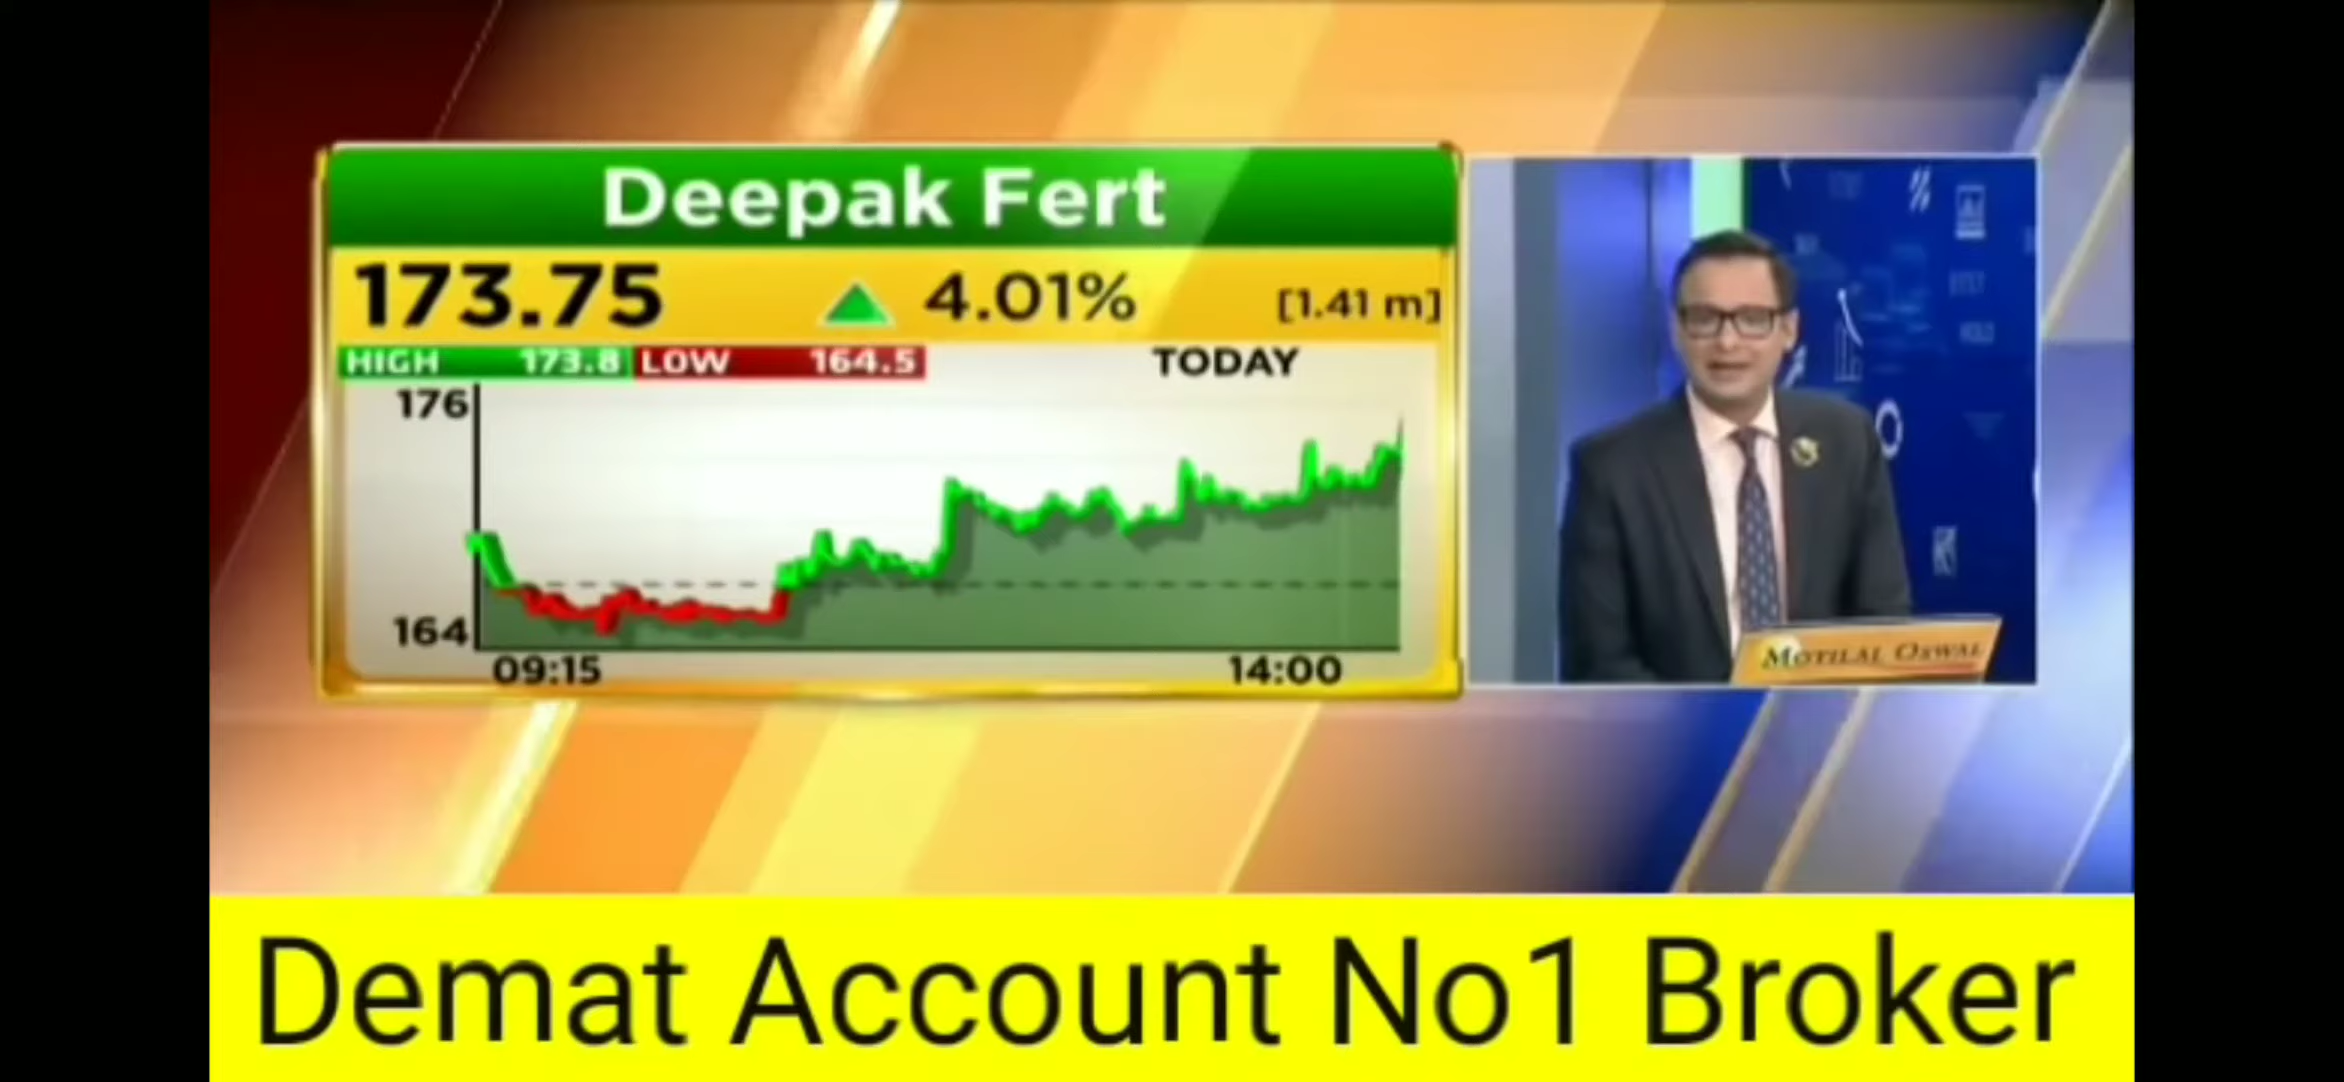 Deepak Fert
173.75 ▲ 4.01% [1.41 m]
HIGH 173.8 LOW 164.5 TODAY
176
164
09:15 14:00
MOTILAL OSWAL
Demat Account No1 Broker